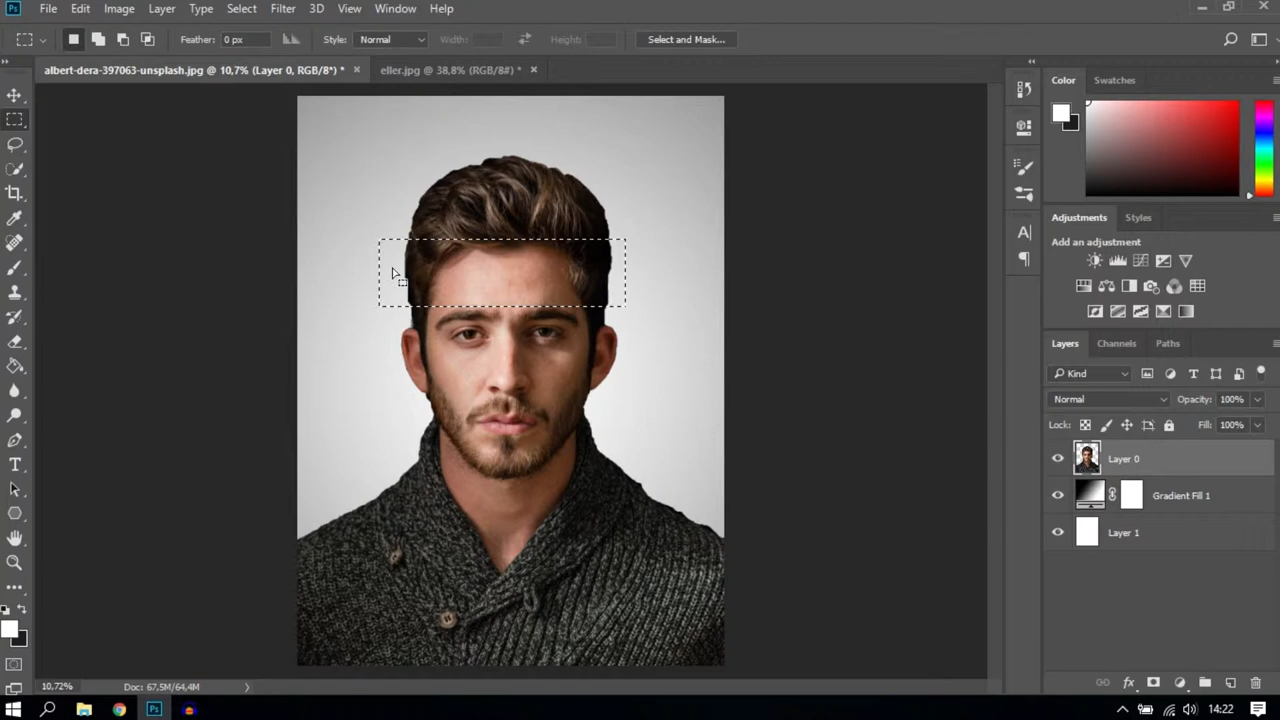 Ps File Edit Image Layer Type Select Filter 3D View Window Help
Feather: 0 px Style: Normal Width: Height: Select and Mask...
albert-dera-397063-unsplash.jpg @ 10,7% (Layer 0, RGB/8*) * × eller.jpg @ 38,8% (RGB/8#) * ×
Color Swatches
Adjustments Styles
Add an adjustment
Layers Channels Paths
Kind
Normal Opacity: 100%
Lock: Fill: 100%
Layer 0
Gradient Fill 1
Layer 1
10,72% Doc: 67,5M/64,4M
Ps 14:22